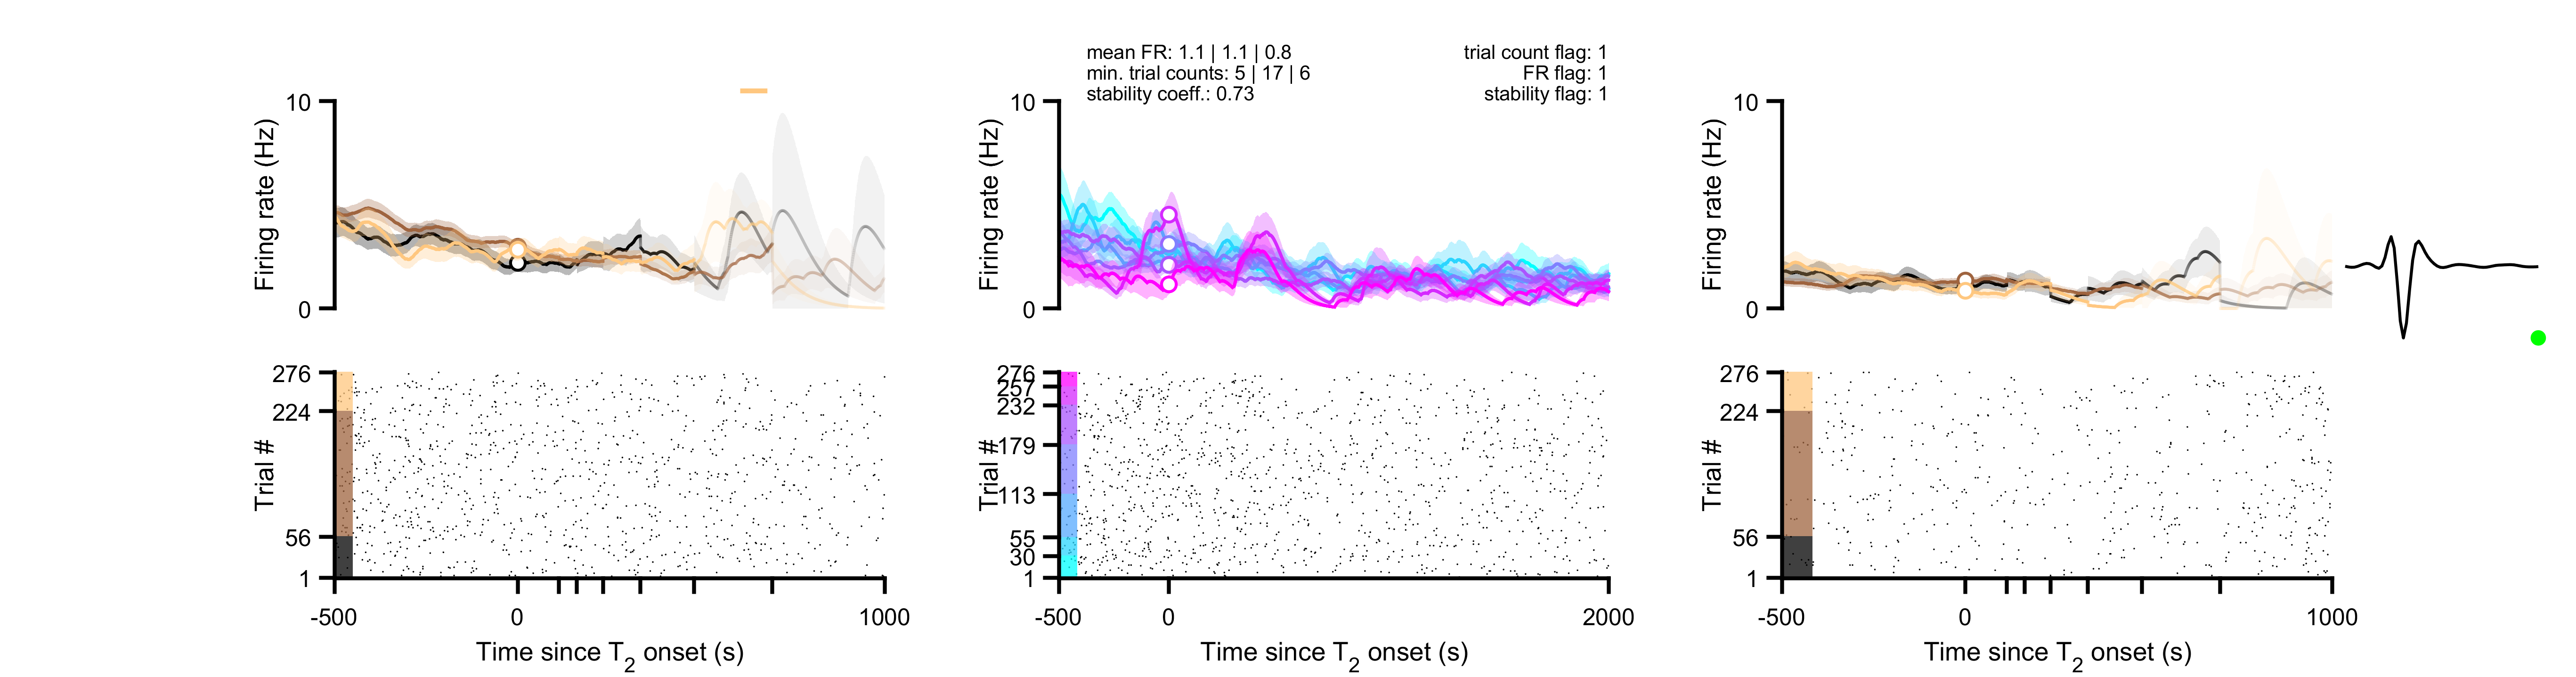 mean FR: 1.1 | 1.1 | 0.8
min. trial counts: 5 | 17 | 6
stability coeff.: 0.73
trial count flag: 1
FR flag: 1
stability flag: 1
10
Firing rate (Hz)
0
276
224
Trial #
56
1
-500
0
1000
Time since T2 onset (s)
10
Firing rate (Hz)
0
276
257
232
179
Trial #
113
55
30
1
-500
0
2000
Time since T2 onset (s)
10
Firing rate (Hz)
0
276
224
Trial #
56
1
-500
0
1000
Time since T2 onset (s)